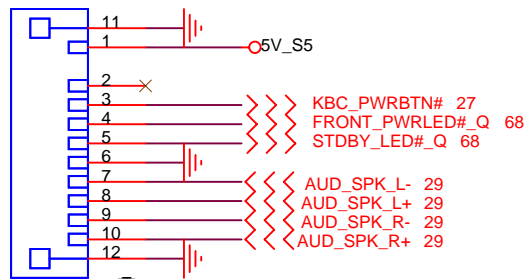 11
1 5V_S5
2
3 KBC_PWRBTN# 27
4 FRONT_PWRLED#_Q 68
5 STDBY_LED#_Q 68
6
7 AUD_SPK_L- 29
8 AUD_SPK_L+ 29
9 AUD_SPK_R- 29
10 AUD_SPK_R+ 29
12